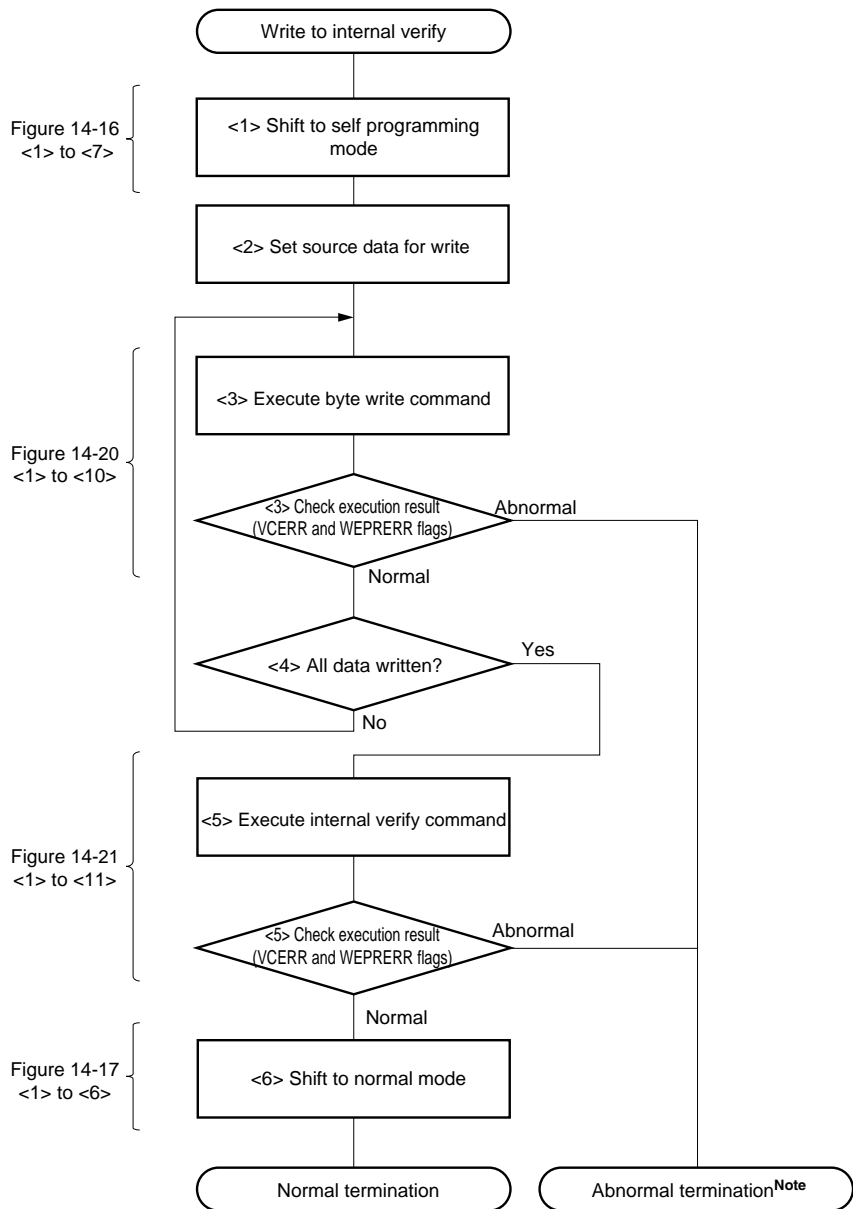 Write to internal verify
Figure 14-16
<1> to <7>
<1> Shift to self programming
mode
<2> Set source data for write
<3> Execute byte write command
Figure 14-20
<1> to <10>
<3> Check execution result
(VCERR and WEPRERR flags)
Abnormal
Normal
<4> All data written?
Yes
No
<5> Execute internal verify command
Figure 14-21
<1> to <11>
<5> Check execution result
(VCERR and WEPRERR flags)
Abnormal
Normal
Figure 14-17
<1> to <6>
<6> Shift to normal mode
Normal termination
Abnormal termination Note